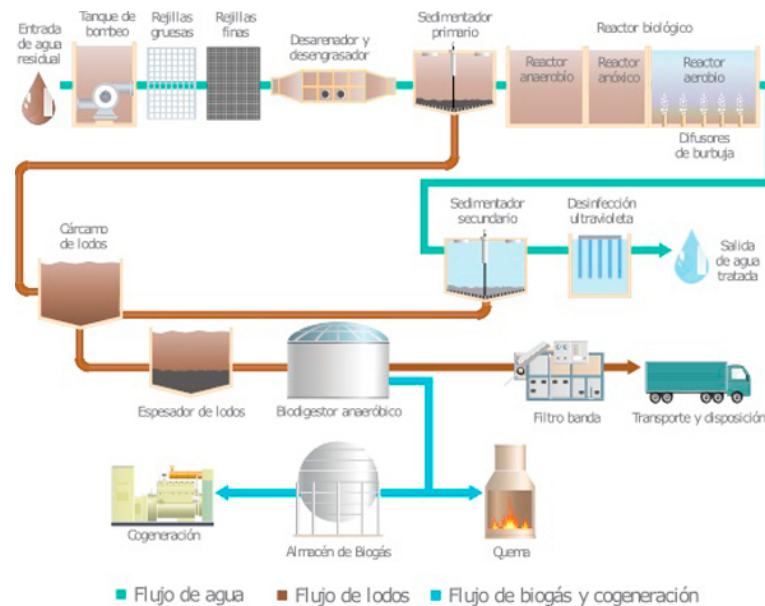 Entrada
de agua
residual
Tanque de
bombeo
Rejillas
gruesas
Rejillas
finas
Desarenador y
desengrasador
Sedimentador
primario
Reactor biológico
Reactor
anaerobio
Reactor
anóxico
Reactor
aerobio
Difusores
de burbuja
Cárcamo
de lodos
Sedimentador
secundario
Desinfección
ultravioleta
Salida
de agua
tratada
Espesador de lodos
Biodigestor anaeróbico
Filtro banda
Transporte y disposición
Cogeneración
Almacén de Biogás
Quema
Flujo de agua
Flujo de lodos
Flujo de biogás y cogeneración